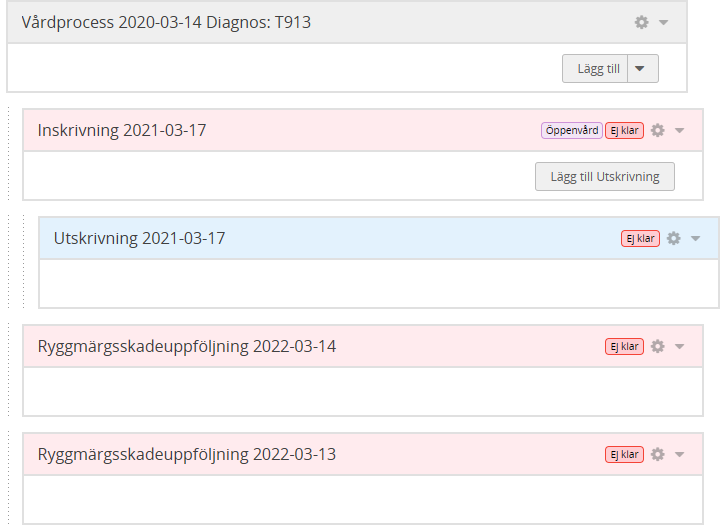 Vårdprocess 2020-03-14 Diagnos: T913
Lägg till
Inskrivning 2021-03-17 Öppenvård Ej klar
Lägg till Utskrivning
Utskrivning 2021-03-17 Ej klar
Ryggmärgsskadeuppföljning 2022-03-14 Ej klar
Ryggmärgsskadeuppföljning 2022-03-13 Ej klar